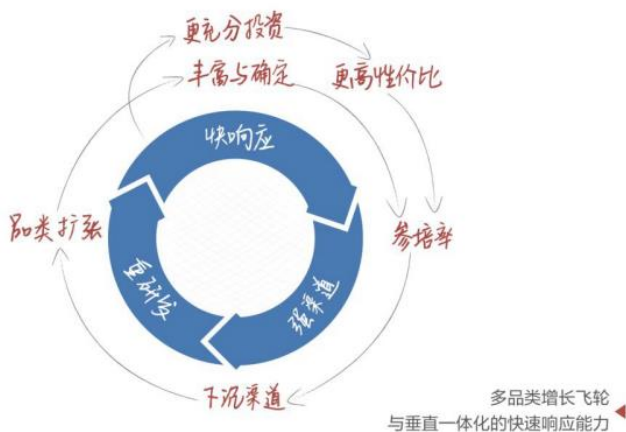 更充分投资
丰富与确定
更高性价比
快响应
品类扩张
参培率
重研发
强渠道
下沉渠道
多品类增长飞轮
与垂直一体化的快速响应能力